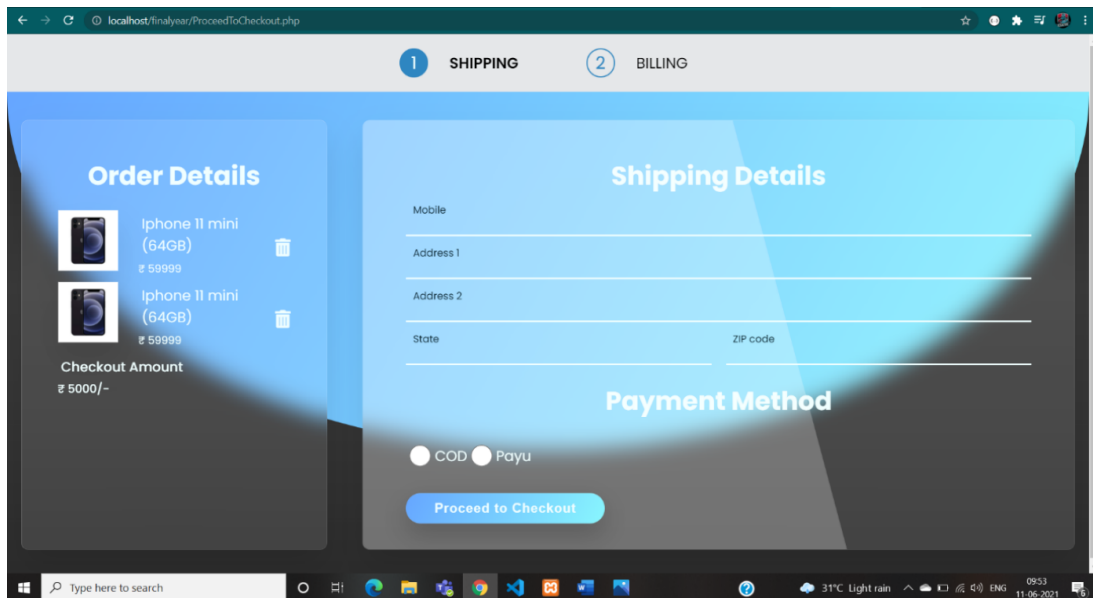 localhost/finalyear/ProceedToCheckout.php
1 SHIPPING 2 BILLING
Order Details
Iphone 11 mini
(64GB)
₹ 59999
Iphone 11 mini
(64GB)
₹ 59999
Checkout Amount
₹ 5000/-
Shipping Details
Mobile
Address 1
Address 2
State ZIP code
Payment Method
COD Payu
Proceed to Checkout
Type here to search
31°C Light rain ENG 09:53
11-06-2021
6